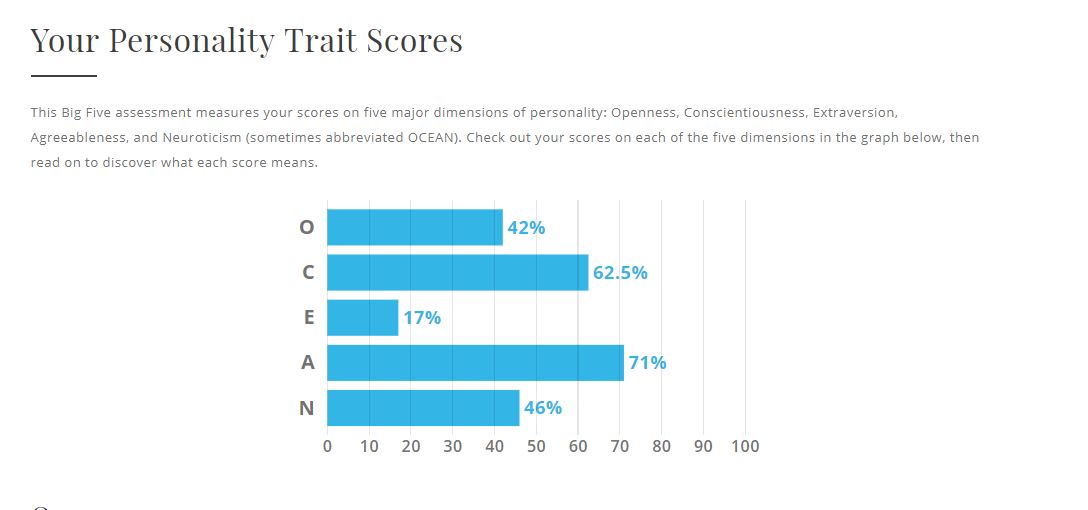 Your Personality Trait Scores
This Big Five assessment measures your scores on five major dimensions of personality: Openness, Conscientiousness, Extraversion,
Agreeableness, and Neuroticism (sometimes abbreviated OCEAN). Check out your scores on each of the five dimensions in the graph below, then
read on to discover what each score means.
O 42%
C 62.5%
E 17%
A 71%
N 46%
0 10 20 30 40 50 60 70 80 90 100